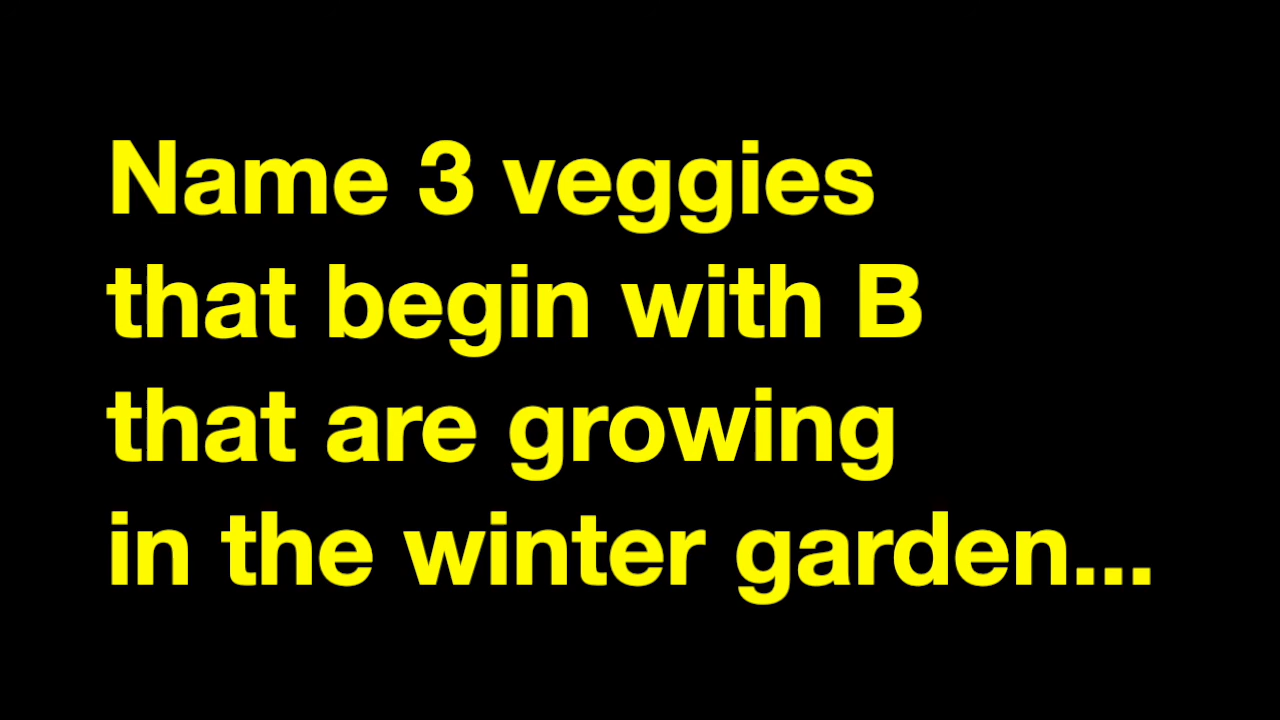 Name 3 veggies
that begin with B
that are growing
in the winter garden...